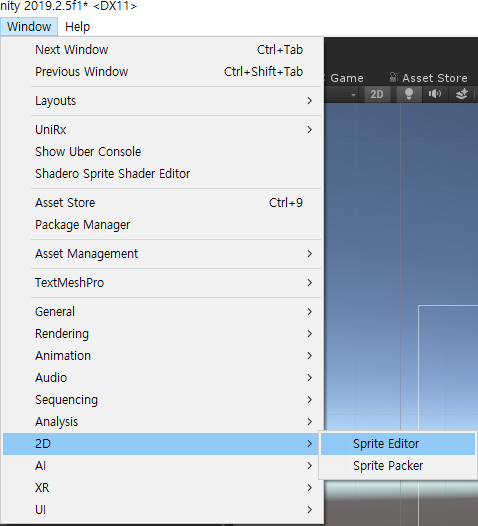 nity 2019.2.5f1* <DX11>
Window Help
Next Window Ctrl+Tab
Previous Window Ctrl+Shift+Tab
Game Asset Store
2D
Layouts
UniRx
Show Uber Console
Shadero Sprite Shader Editor
Asset Store Ctrl+9
Package Manager
Asset Management
TextMeshPro
General
Rendering
Animation
Audio
Sequencing
Analysis
2D Sprite Editor
AI Sprite Packer
XR
UI